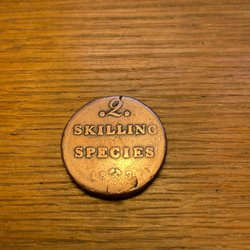 .2.
SKILLING
SPECIES